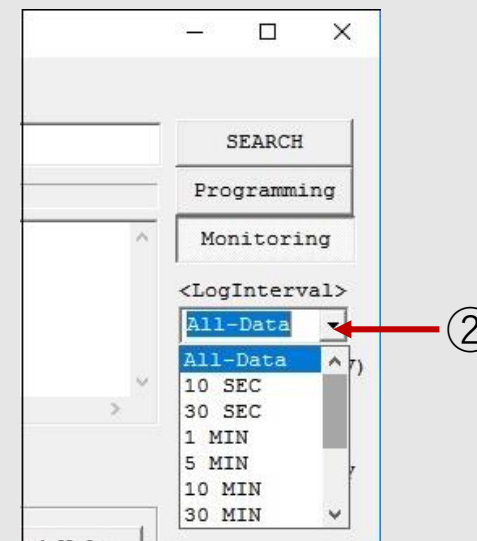 SEARCH
Programming
Monitoring
<LogInterval>
All-Data
②
All-Data
10 SEC
30 SEC
1 MIN
5 MIN
10 MIN
30 MIN